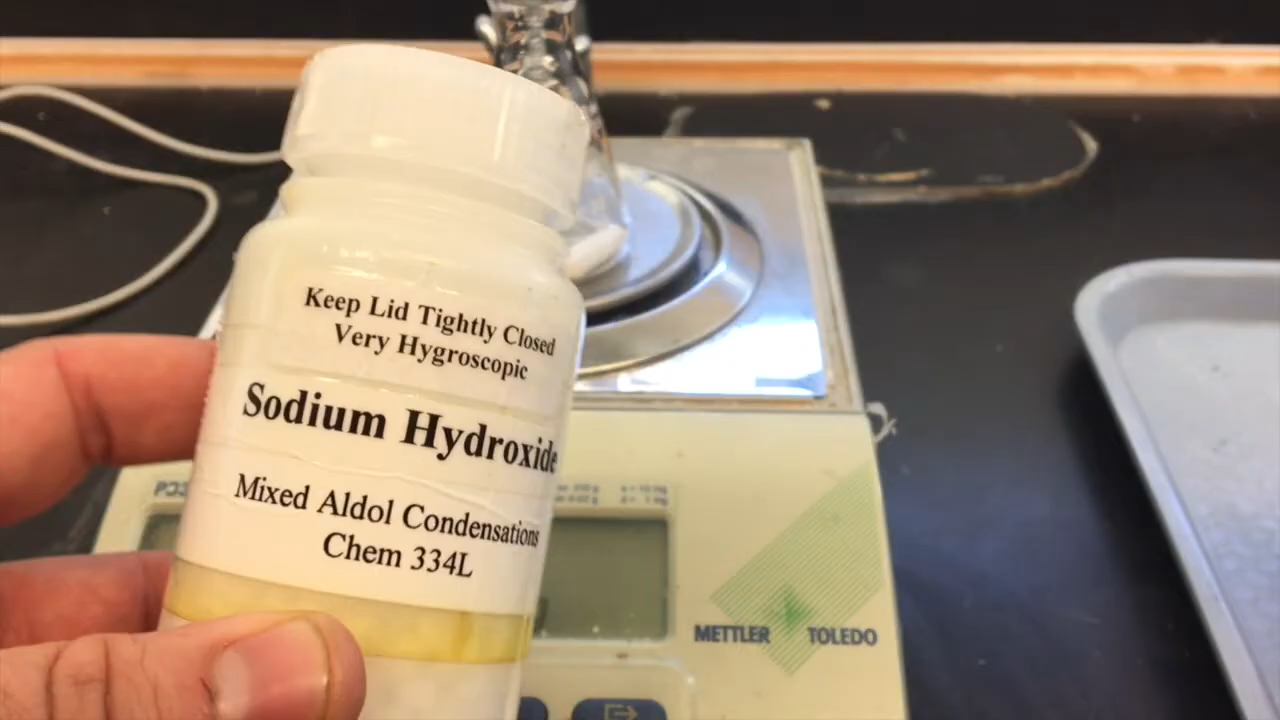 Keep Lid Tightly Closed
Very Hygroscopic
Sodium Hydroxide
Mixed Aldol Condensations
Chem 334L
METTLER TOLEDO